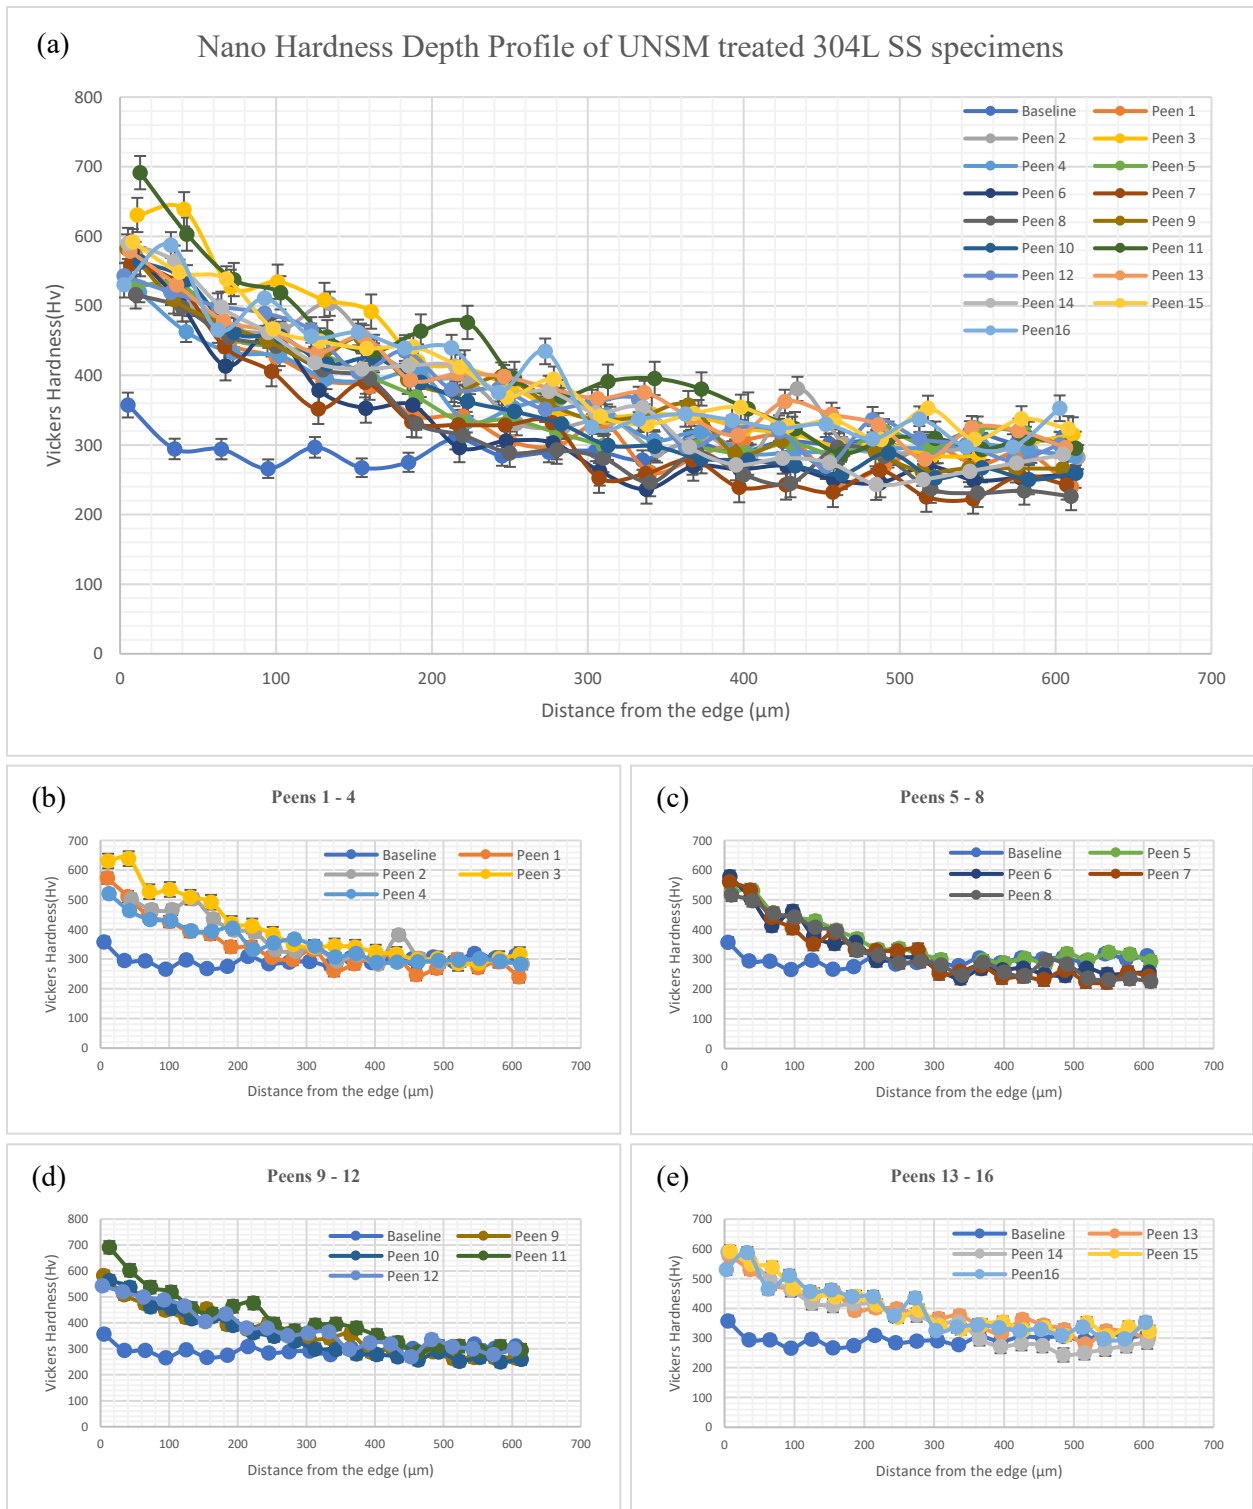 (a)
Nano Hardness Depth Profile of UNSM treated 304L SS specimens
Vickers Hardness(Hv)
800
700
600
500
400
300
200
100
0
0 100 200 300 400 500 600 700
Distance from the edge (µm)
Baseline Peen 1
Peen 2 Peen 3
Peen 4 Peen 5
Peen 6 Peen 7
Peen 8 Peen 9
Peen 10 Peen 11
Peen 12 Peen 13
Peen 14 Peen 15
Peen16
(b)
Peens 1 - 4
Vickers Hardness(Hv)
700
600
500
400
300
200
100
0
0 100 200 300 400 500 600 700
Distance from the edge (µm)
Baseline Peen 1
Peen 2 Peen 3
Peen 4
(c)
Peens 5 - 8
Vickers Hardness(Hv)
700
600
500
400
300
200
100
0
0 100 200 300 400 500 600 700
Distance from the edge (µm)
Baseline Peen 5
Peen 6 Peen 7
Peen 8
(d)
Peens 9 - 12
Vickers Hardness(Hv)
800
700
600
500
400
300
200
100
0
0 100 200 300 400 500 600 700
Distance from the edge (µm)
Baseline Peen 9
Peen 10 Peen 11
Peen 12
(e)
Peens 13 - 16
Vickers Hardness(Hv)
700
600
500
400
300
200
100
0
0 100 200 300 400 500 600 700
Distance from the edge (µm)
Baseline Peen 13
Peen 14 Peen 15
Peen16